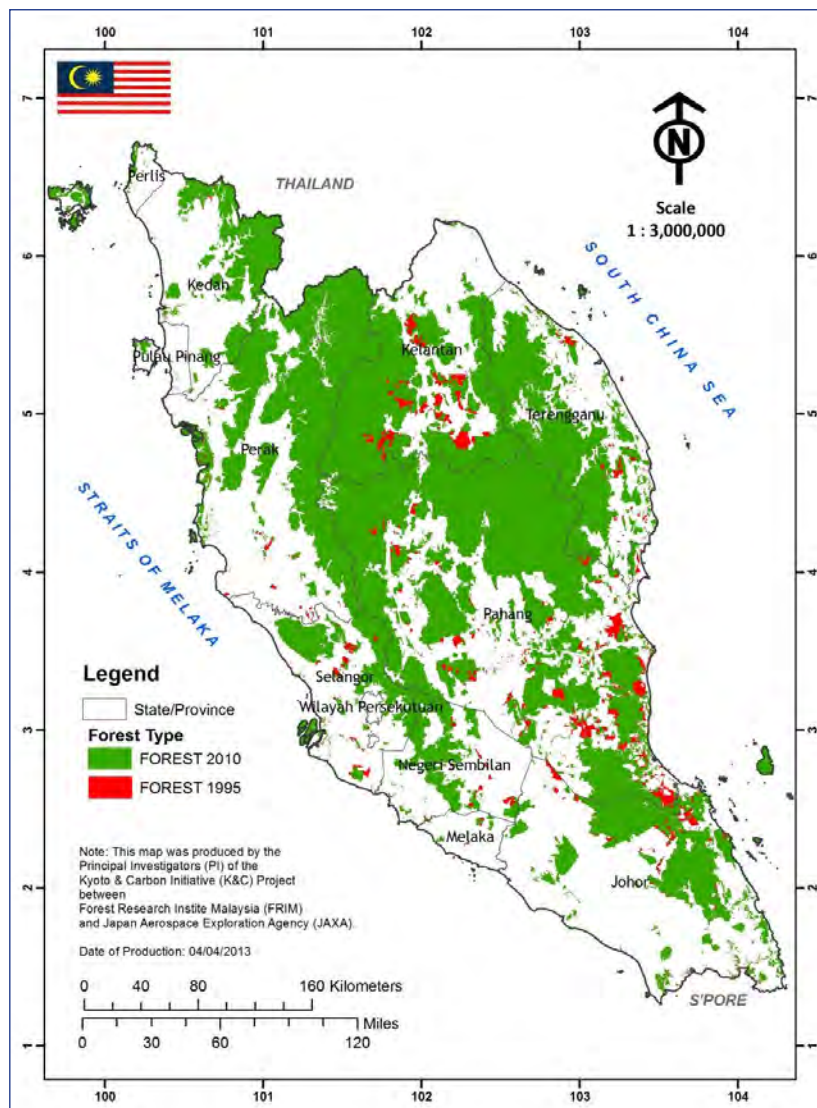 100 101 102 103 104
7
6
5
4
3
2
1
7
6
5
4
3
2
1
N
Scale
1 : 3,000,000
THAILAND
SOUTH CHINA SEA
STRAITS OF MELAKA
S'PORE
Perlis
Kedah
Pulau Pinang
Kelantan
Terengganu
Perak
Pahang
Selangor
Wilayah Persekutuan
Negeri Sembilan
Melaka
Johor
Legend
State/Province
Forest Type
FOREST 2010
FOREST 1995
Note: This map was produced by the
Principal Investigators (PI) of the
Kyoto & Carbon Initiative (K&C) Project
between
Forest Research Instite Malaysia (FRIM)
and Japan Aerospace Exploration Agency (JAXA).
Date of Production: 04/04/2013
0 40 80 160 Kilometers
Miles
0 30 60 120
100 101 102 103 104